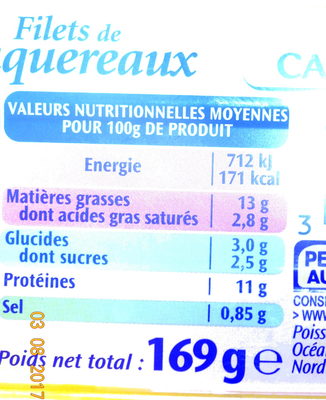 Filets de
quereaux
CA
VALEURS NUTRITIONNELLES MOYENNES
POUR 100g DE PRODUIT
Energie 712 kJ
171 kcal
Matières grasses 13 g
dont acides gras saturés 2,8 g
3
Glucides 3,0 g
dont sucres 2,5 g
PE
AU
Protéines 11 g
CONS
Sel 0,85 g
> WWW
Poiss
Océa
Nord
Poids net total : 169 g e
03 06 2017